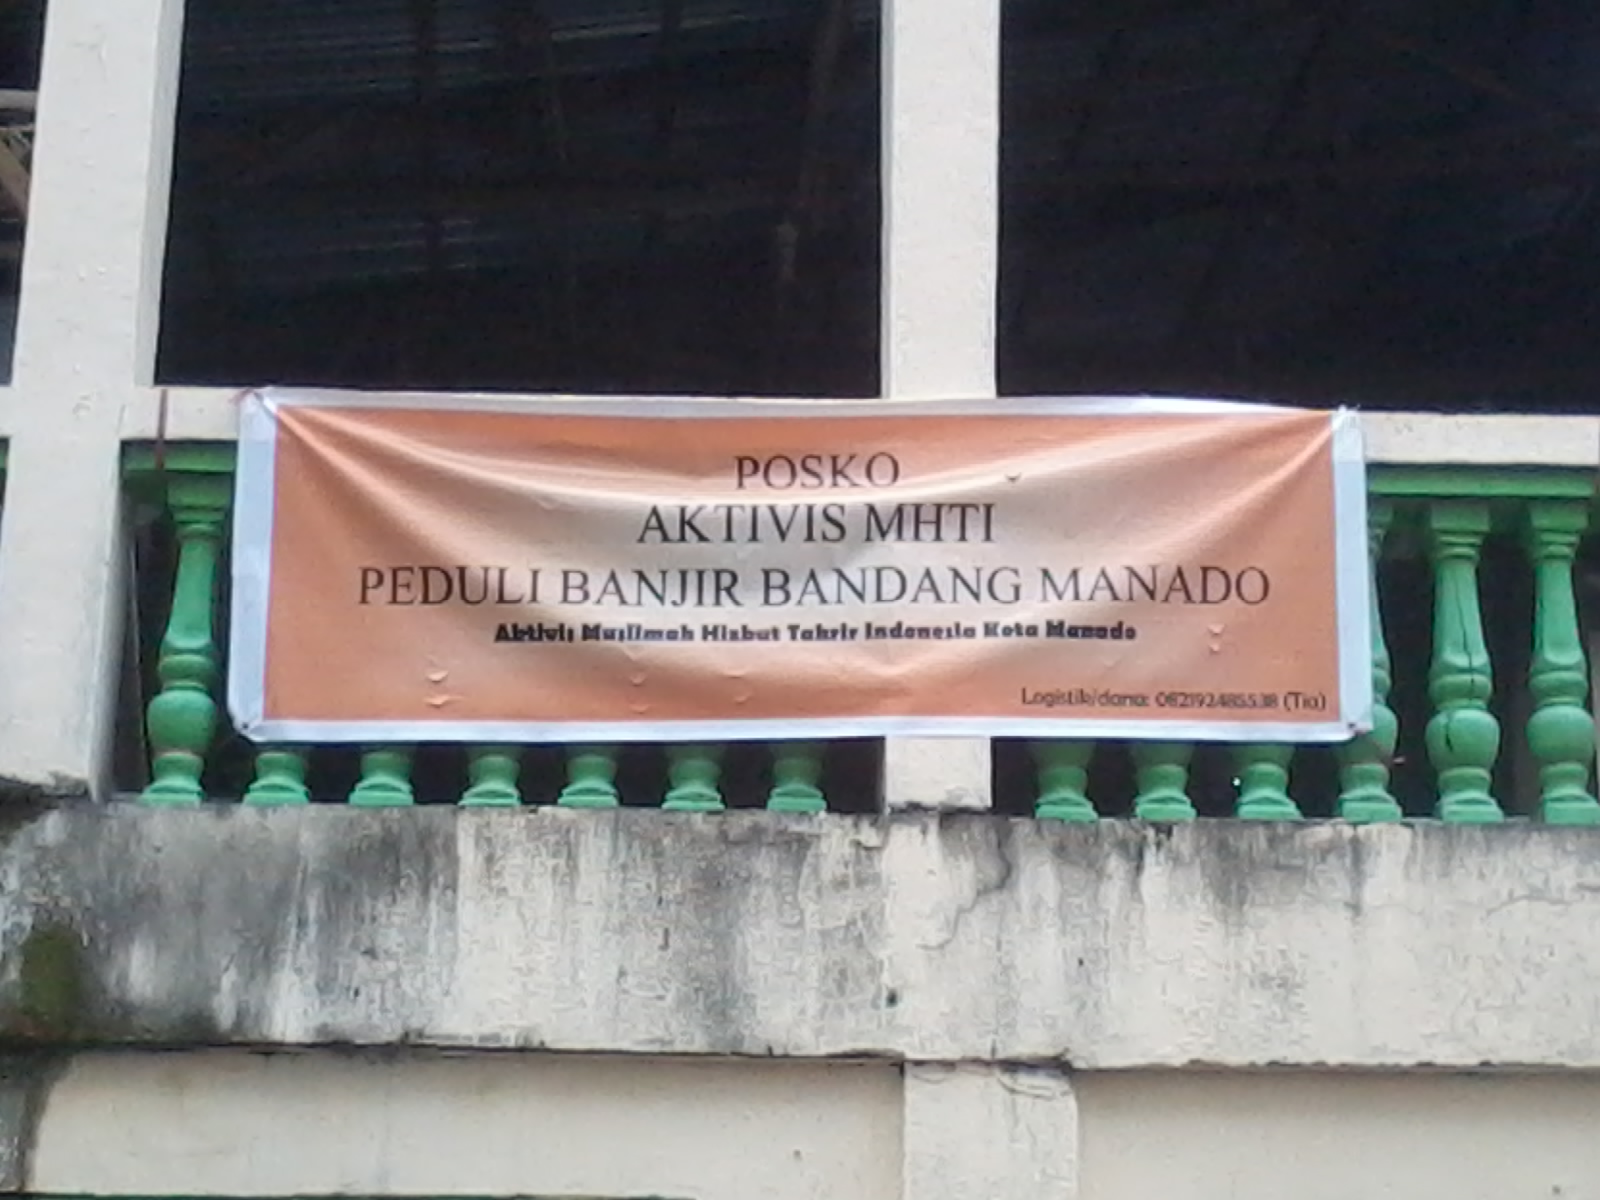 POSKO
AKTIVIS MHTI
PEDULI BANJIR BANDANG MANADO
Aktivis Muslimah Hizbut Tahrir Indonesia Kota Manado
Logistik/dana: 082192485538 (Tia)